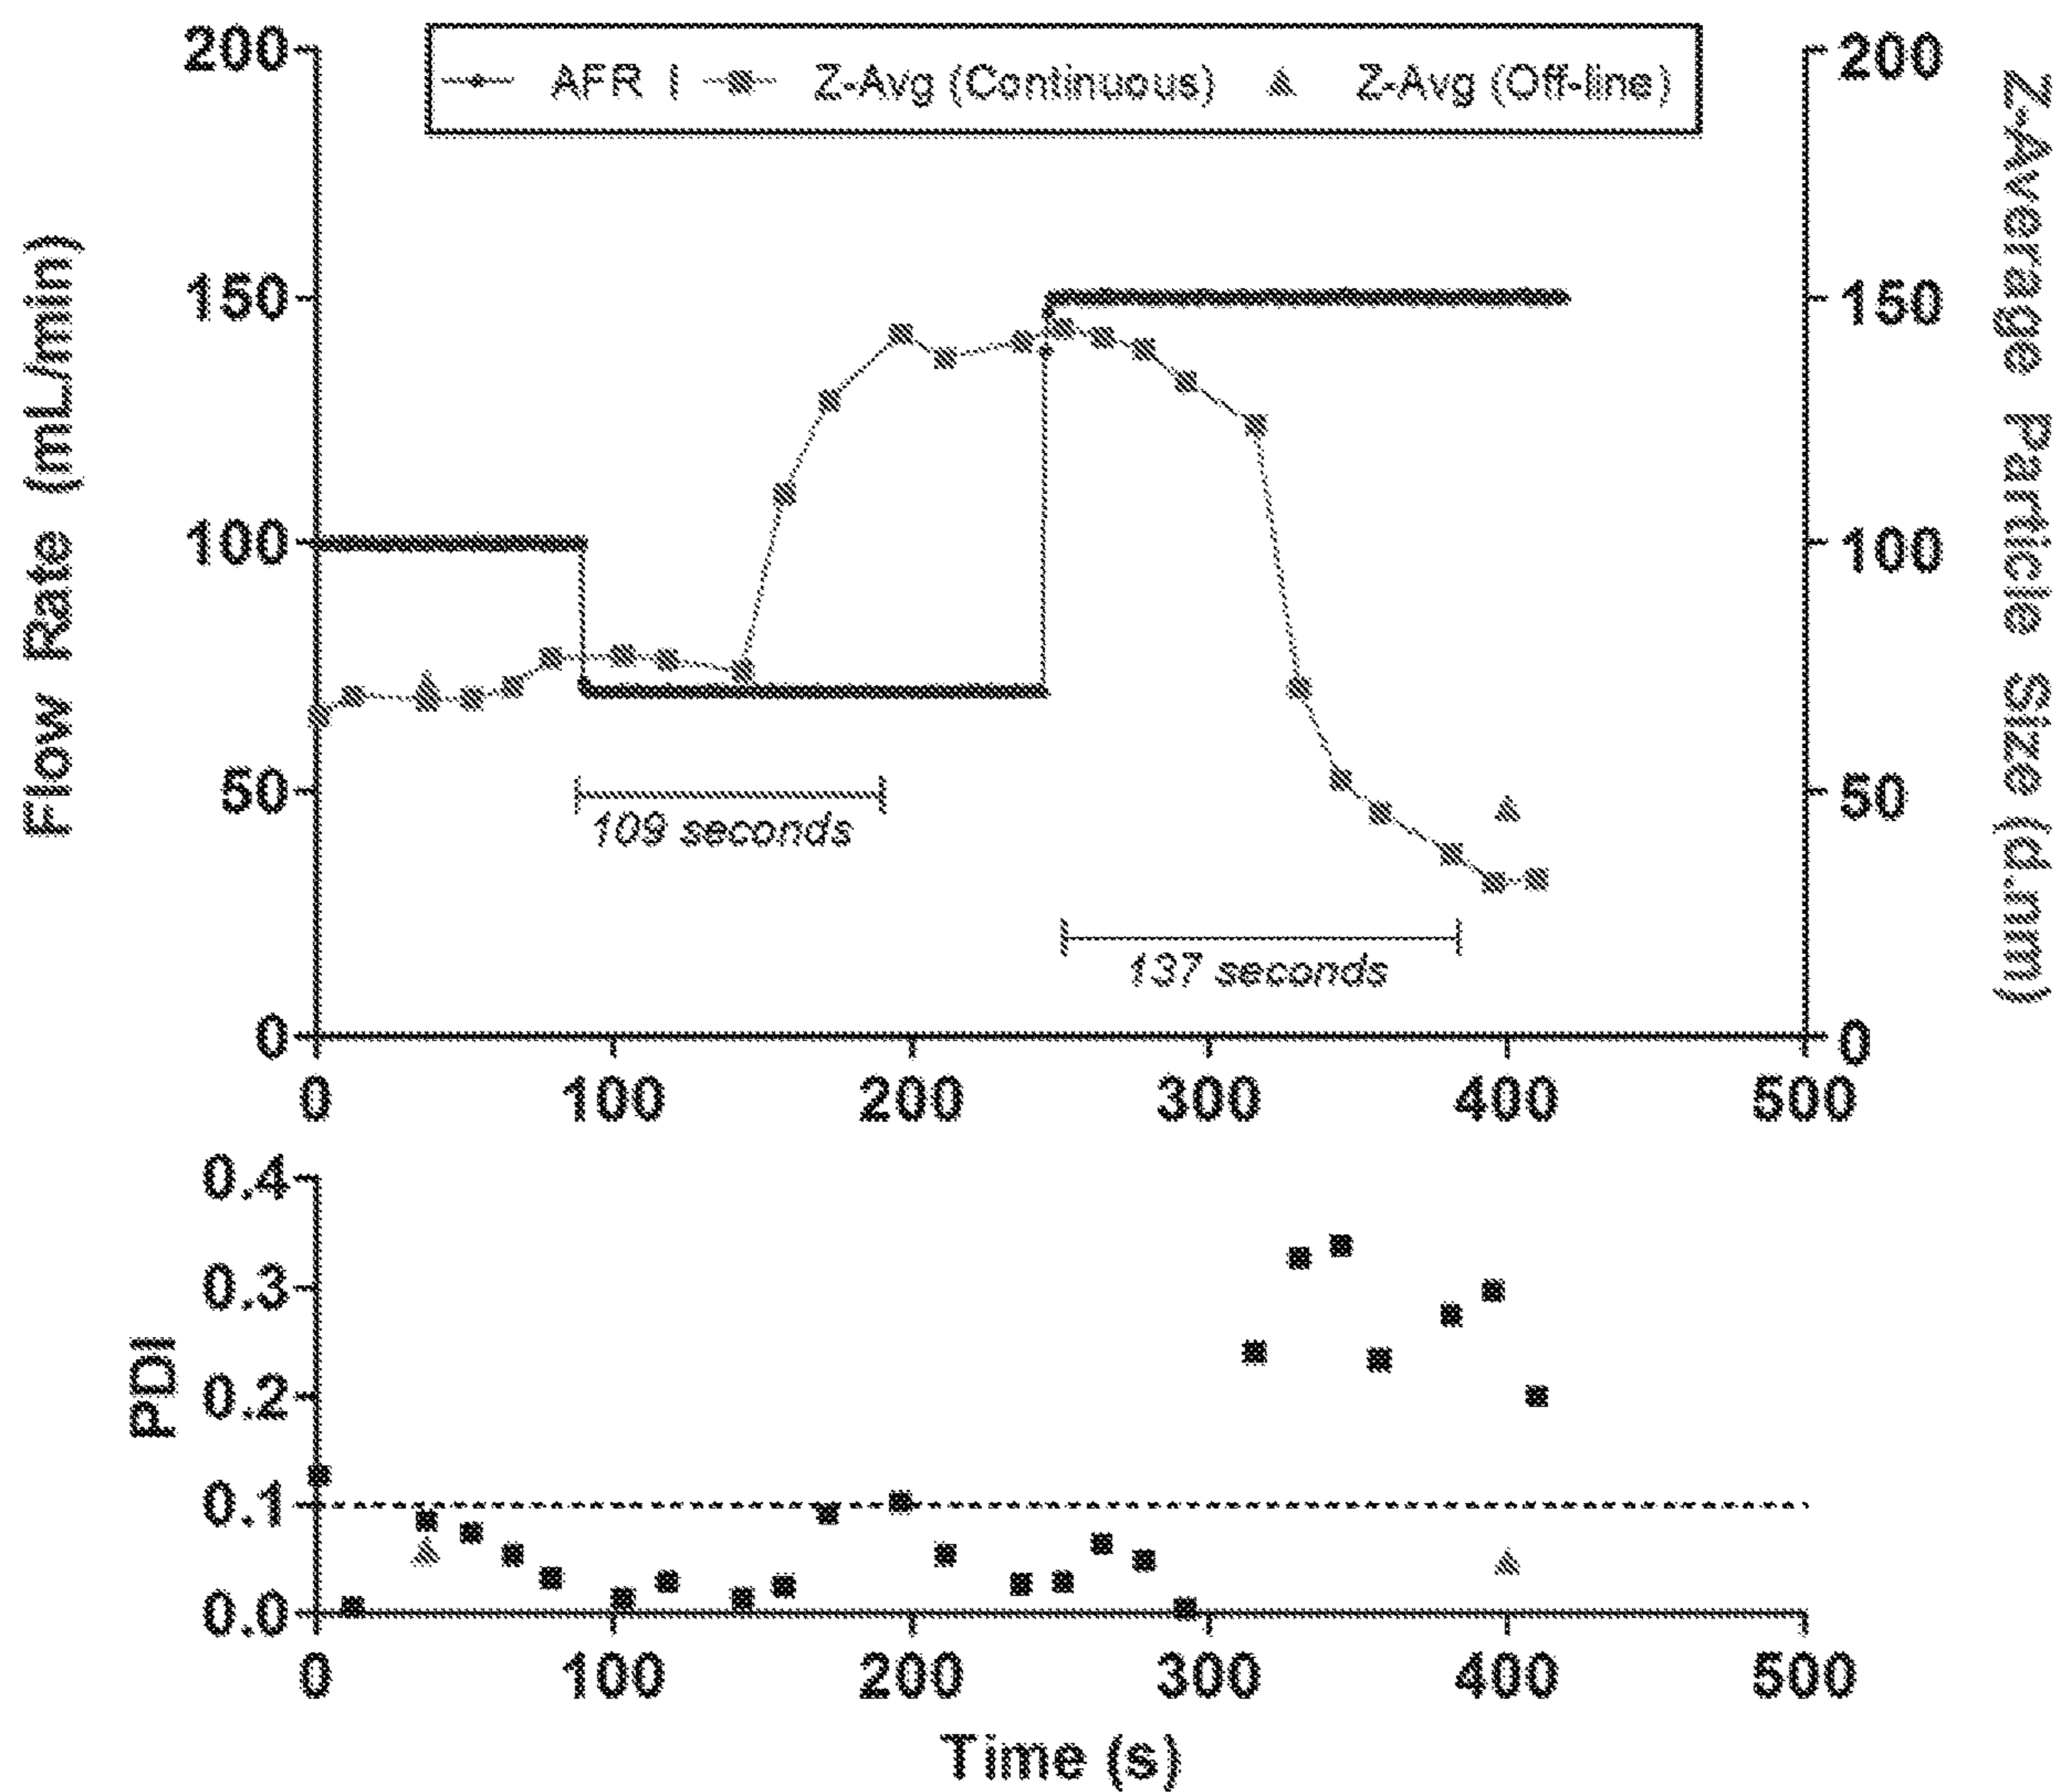 AFR | Z-Avg (Continuous) Z-Avg (Off-line)
Flow Rate (mL/min)
200
150
100
50
0
Z-Average Particle Size (d.nm)
200
150
100
50
0
109 seconds
137 seconds
0 100 200 300 400 500
PDI
0.4
0.3
0.2
0.1
0.0
0 100 200 300 400 500
Time (s)